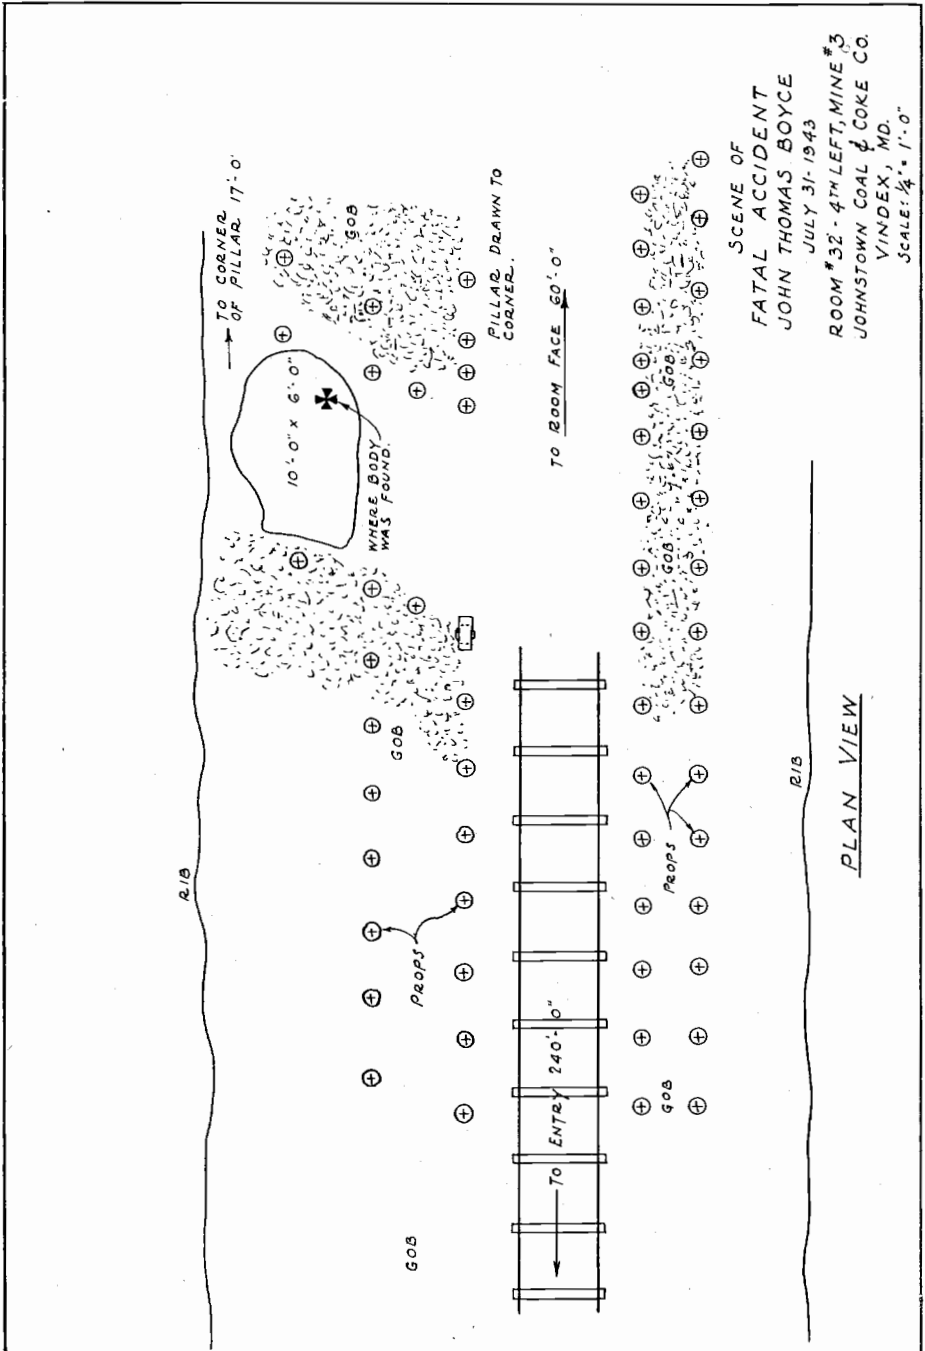 SCENE OF
FATAL ACCIDENT
JOHN THOMAS BOYCE
JULY 31-1943
ROOM #32 - 4TH LEFT, MINE #3
JOHNSTOWN COAL & COKE CO.
VINDEX, MD.
SCALE: 1/4" = 1'-0"
TO CORNER
OF PILLAR 17'-0"
GOB
10'-0" X 6'-0"
WHERE BODY
WAS FOUND.
PILLAR DRAWN TO
CORNER.
TO ROOM FACE 60'-0"
GOB
GOB
GOB
RIB
PROPS
TO ENTRY 240'-0"
GOB
PROPS
GOB
RIB
PLAN VIEW